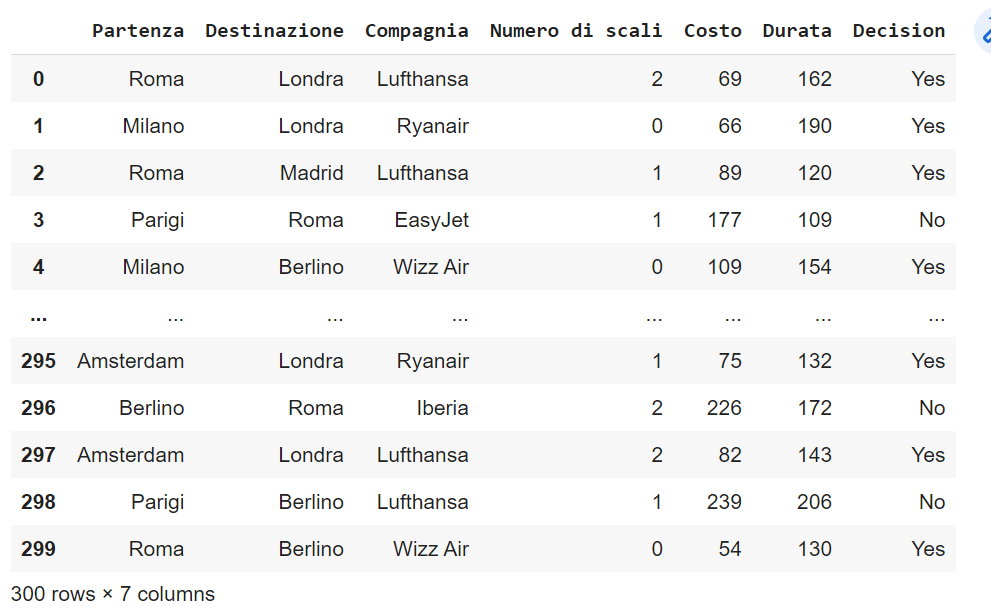 Partenza Destinazione Compagnia Numero di scali Costo Durata Decision
0 Roma Londra Lufthansa 2 69 162 Yes
1 Milano Londra Ryanair 0 66 190 Yes
2 Roma Madrid Lufthansa 1 89 120 Yes
3 Parigi Roma EasyJet 1 177 109 No
4 Milano Berlino Wizz Air 0 109 154 Yes
... ... ... ... ... ... ... ...
295 Amsterdam Londra Ryanair 1 75 132 Yes
296 Berlino Roma Iberia 2 226 172 No
297 Amsterdam Londra Lufthansa 2 82 143 Yes
298 Parigi Berlino Lufthansa 1 239 206 No
299 Roma Berlino Wizz Air 0 54 130 Yes
300 rows × 7 columns